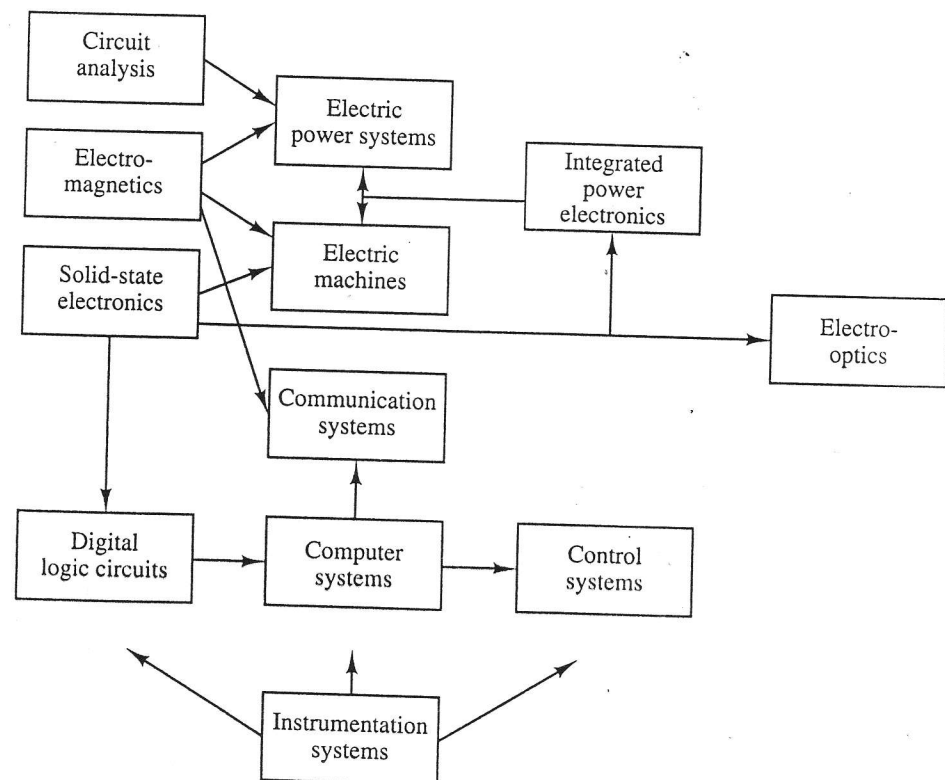 Circuit
analysis
Electric
power systems
Electro-
magnetics
Integrated
power
electronics
Electric
machines
Solid-state
electronics
Electro-
optics
Communication
systems
Digital
logic circuits
Computer
systems
Control
systems
Instrumentation
systems